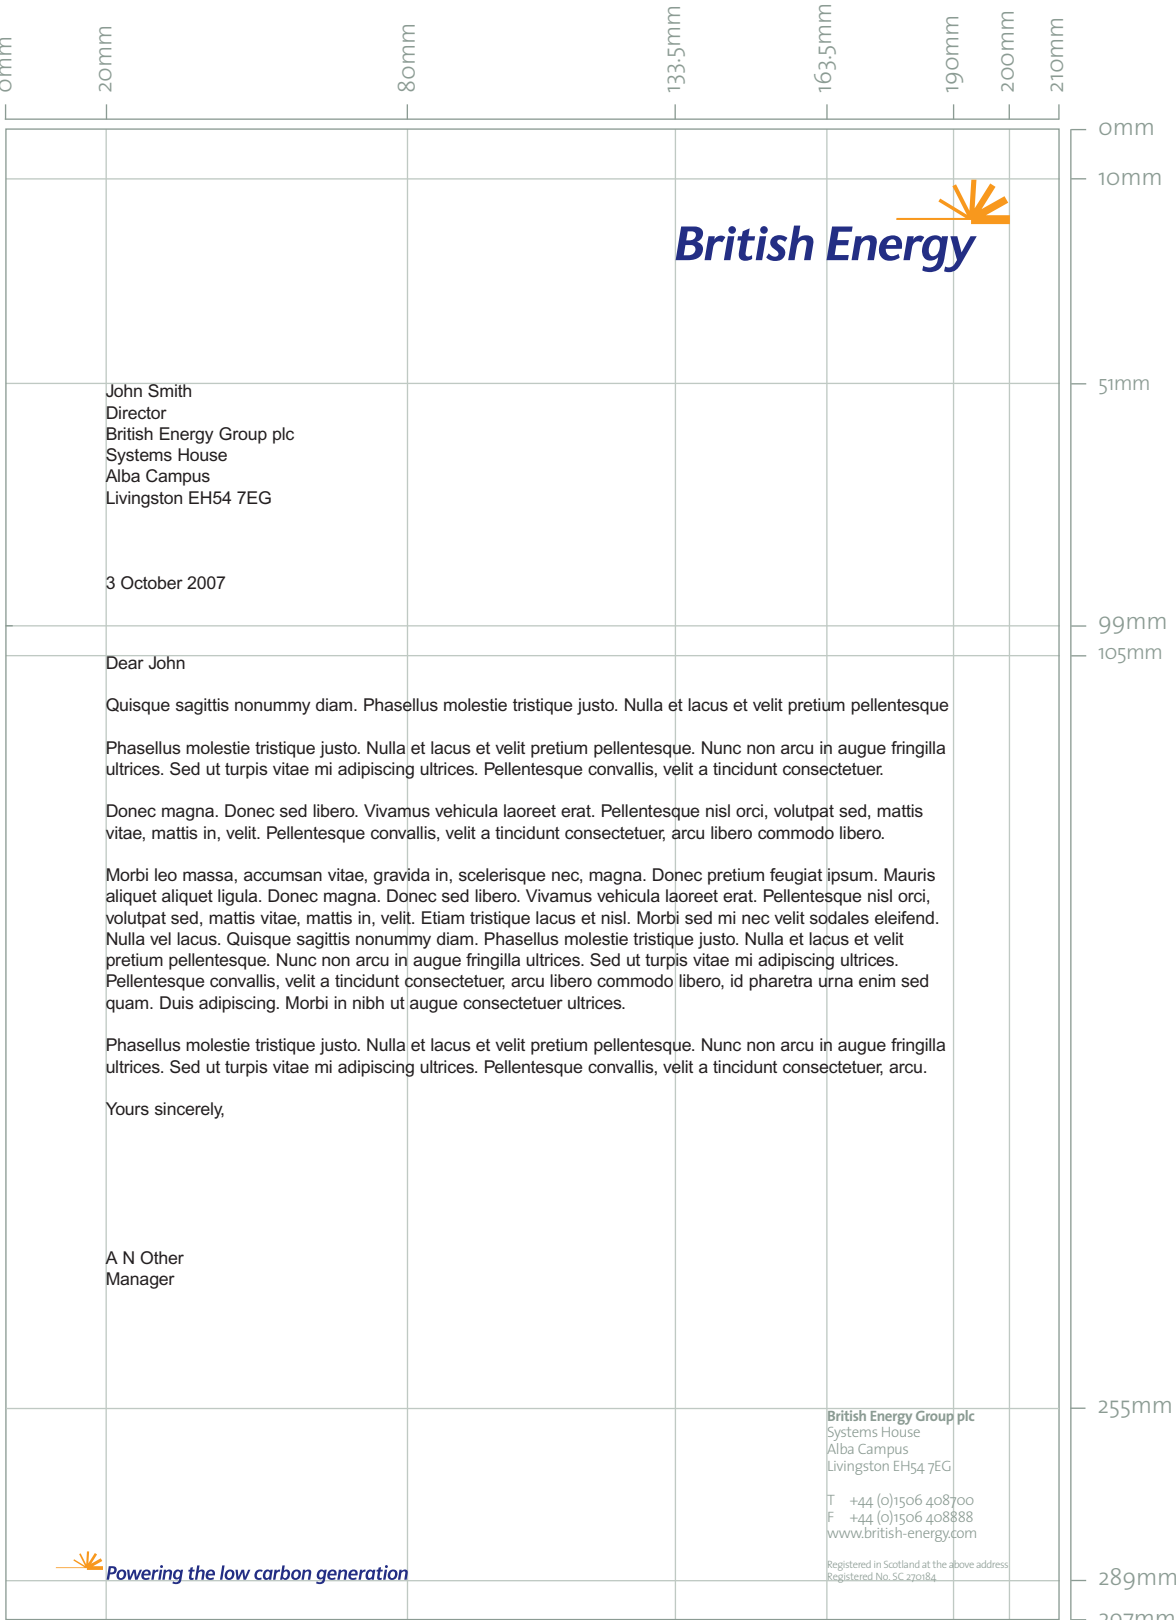 0mm
20mm
80mm
133.5mm
163.5mm
190mm
200mm
210mm
0mm
10mm
British Energy
51mm
John Smith
Director
British Energy Group plc
Systems House
Alba Campus
Livingston EH54 7EG
3 October 2007
99mm
105mm
Dear John
Quisque sagittis nonummy diam. Phasellus molestie tristique justo. Nulla et lacus et velit pretium pellentesque
Phasellus molestie tristique justo. Nulla et lacus et velit pretium pellentesque. Nunc non arcu in augue fringilla
ultrices. Sed ut turpis vitae mi adipiscing ultrices. Pellentesque convallis, velit a tincidunt consectetuer.
Donec magna. Donec sed libero. Vivamus vehicula laoreet erat. Pellentesque nisl orci, volutpat sed, mattis
vitae, mattis in, velit. Pellentesque convallis, velit a tincidunt consectetuer, arcu libero commodo libero.
Morbi leo massa, accumsan vitae, gravida in, scelerisque nec, magna. Donec pretium feugiat ipsum. Mauris
aliquet aliquet ligula. Donec magna. Donec sed libero. Vivamus vehicula laoreet erat. Pellentesque nisl orci,
volutpat sed, mattis vitae, mattis in, velit. Etiam tristique lacus et nisl. Morbi sed mi nec velit sodales eleifend.
Nulla vel lacus. Quisque sagittis nonummy diam. Phasellus molestie tristique justo. Nulla et lacus et velit
pretium pellentesque. Nunc non arcu in augue fringilla ultrices. Sed ut turpis vitae mi adipiscing ultrices.
Pellentesque convallis, velit a tincidunt consectetuer, arcu libero commodo libero, id pharetra urna enim sed
quam. Duis adipiscing. Morbi in nibh ut augue consectetuer ultrices.
Phasellus molestie tristique justo. Nulla et lacus et velit pretium pellentesque. Nunc non arcu in augue fringilla
ultrices. Sed ut turpis vitae mi adipiscing ultrices. Pellentesque convallis, velit a tincidunt consectetuer, arcu.
Yours sincerely,
A N Other
Manager
255mm
British Energy Group plc
Systems House
Alba Campus
Livingston EH54 7EG
T +44 (0)1506 408700
F +44 (0)1506 408888
www.british-energy.com
Registered in Scotland at the above address
Registered No. SC 270184
Powering the low carbon generation
289mm
297mm